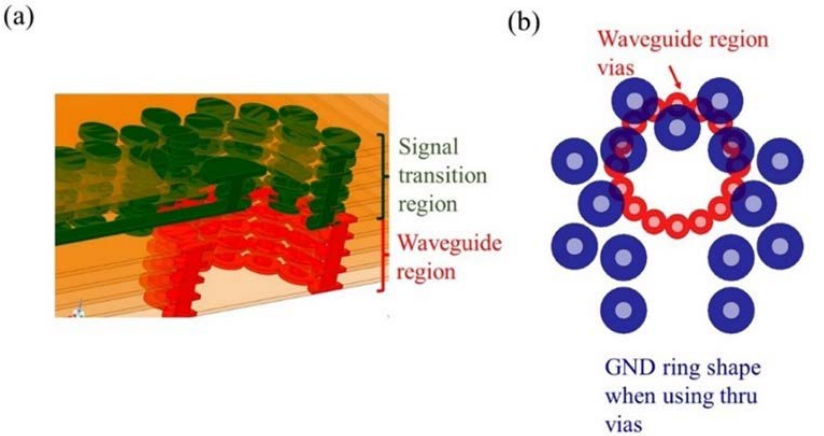 (a)
Signal
transition
region
Waveguide
region
(b)
Waveguide region
vias
GND ring shape
when using thru
vias